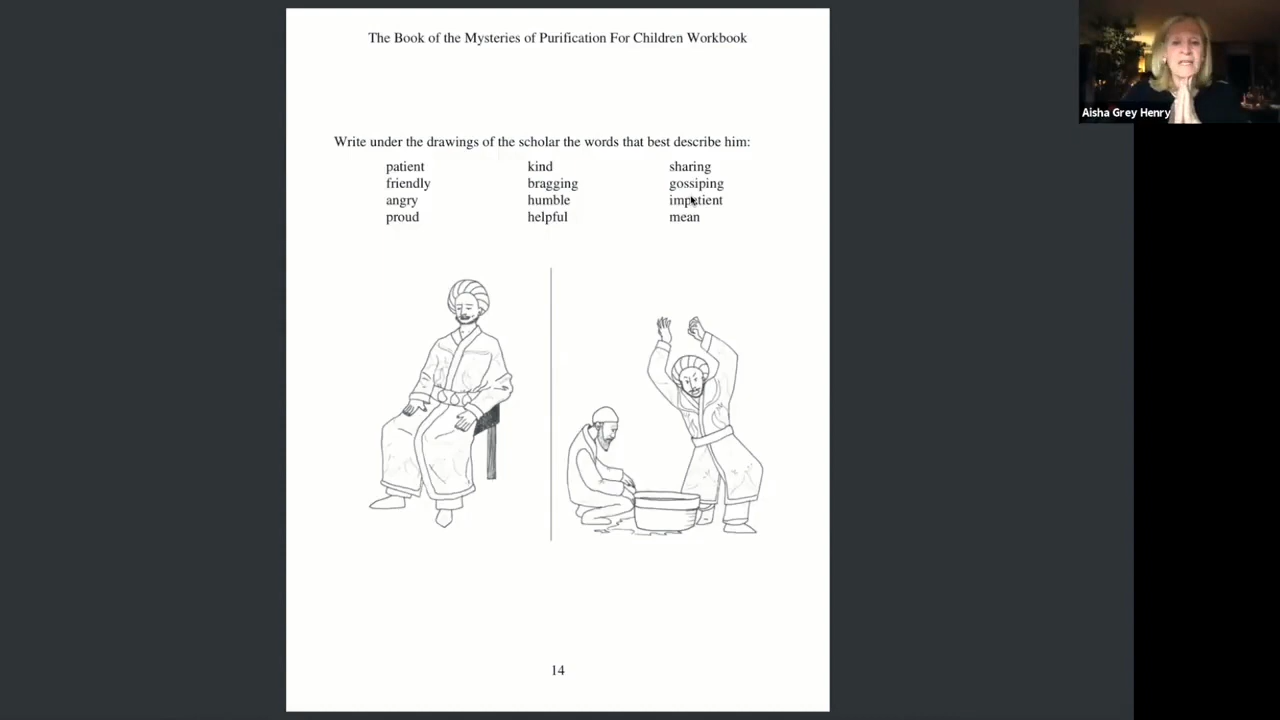 The Book of the Mysteries of Purification For Children Workbook
Aisha Grey Henry
Write under the drawings of the scholar the words that best describe him:
patient kind sharing
friendly bragging gossiping
angry humble impatient
proud helpful mean
14